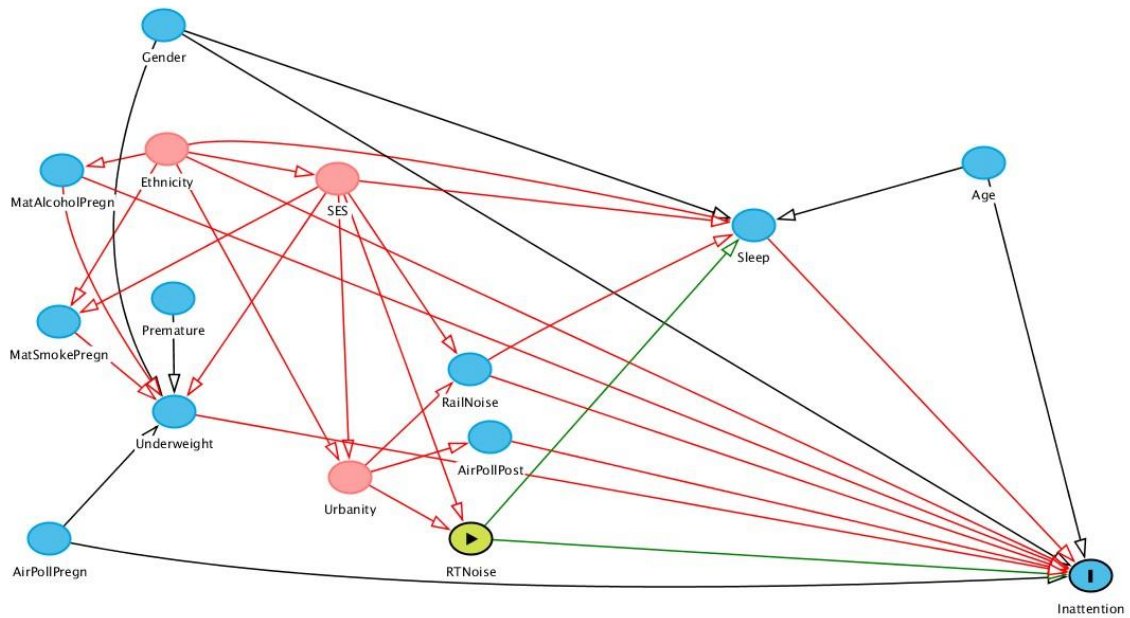 Gender
Ethnicity
MatAlcoholPregn
SES
Age
Sleep
Premature
MatSmokePregn
RailNoise
Underweight
AirPollPost
Urbanity
AirPollPregn
RTNoise
Inattention